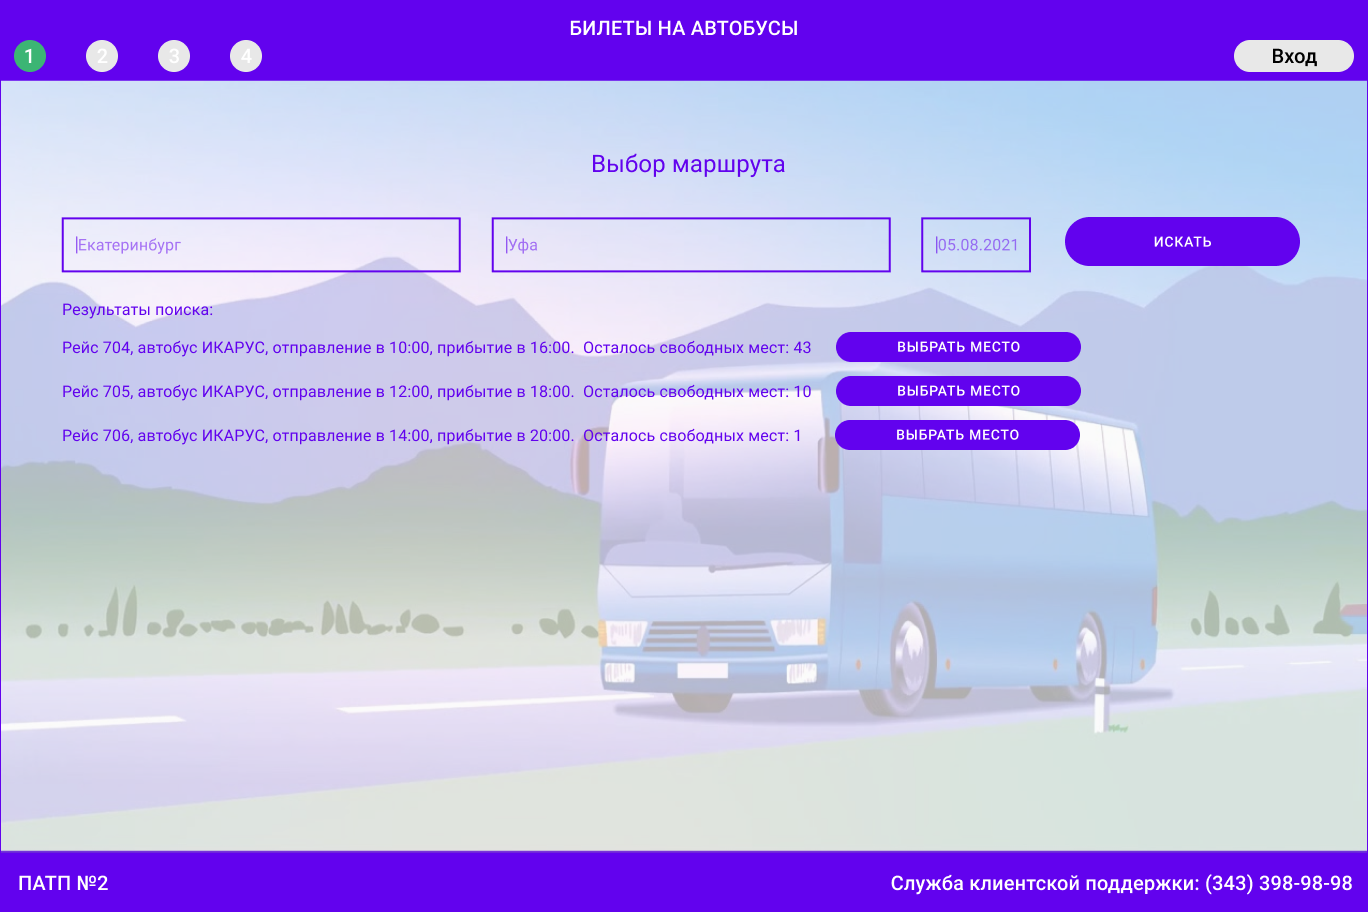 БИЛЕТЫ НА АВТОБУСЫ
1 2 3 4
Вход
Выбор маршрута
Екатеринбург Уфа 05.08.2021 ИСКАТЬ
Результаты поиска:
Рейс 704, автобус ИКАРУС, отправление в 10:00, прибытие в 16:00. Осталось свободных мест: 43 ВЫБРАТЬ МЕСТО
Рейс 705, автобус ИКАРУС, отправление в 12:00, прибытие в 18:00. Осталось свободных мест: 10 ВЫБРАТЬ МЕСТО
Рейс 706, автобус ИКАРУС, отправление в 14:00, прибытие в 20:00. Осталось свободных мест: 1 ВЫБРАТЬ МЕСТО
ПАТП №2 Служба клиентской поддержки: (343) 398-98-98